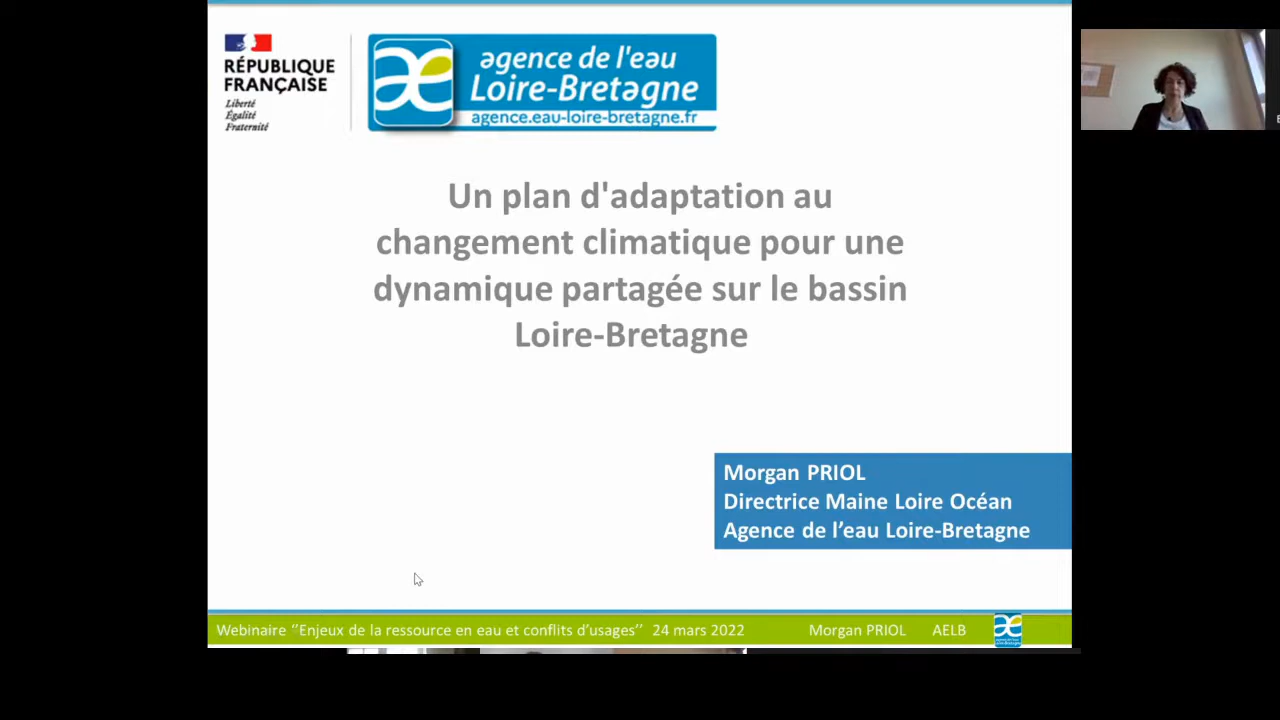 RÉPUBLIQUE
FRANÇAISE
Liberté
Égalité
Fraternité
agence de l'eau
Loire-Bretagne
agence.eau-loire-bretagne.fr
Un plan d'adaptation au
changement climatique pour une
dynamique partagée sur le bassin
Loire-Bretagne
Morgan PRIOL
Directrice Maine Loire Océan
Agence de l’eau Loire-Bretagne
Webinaire ‘‘Enjeux de la ressource en eau et conflits d’usages’’ 24 mars 2022 Morgan PRIOL AELB